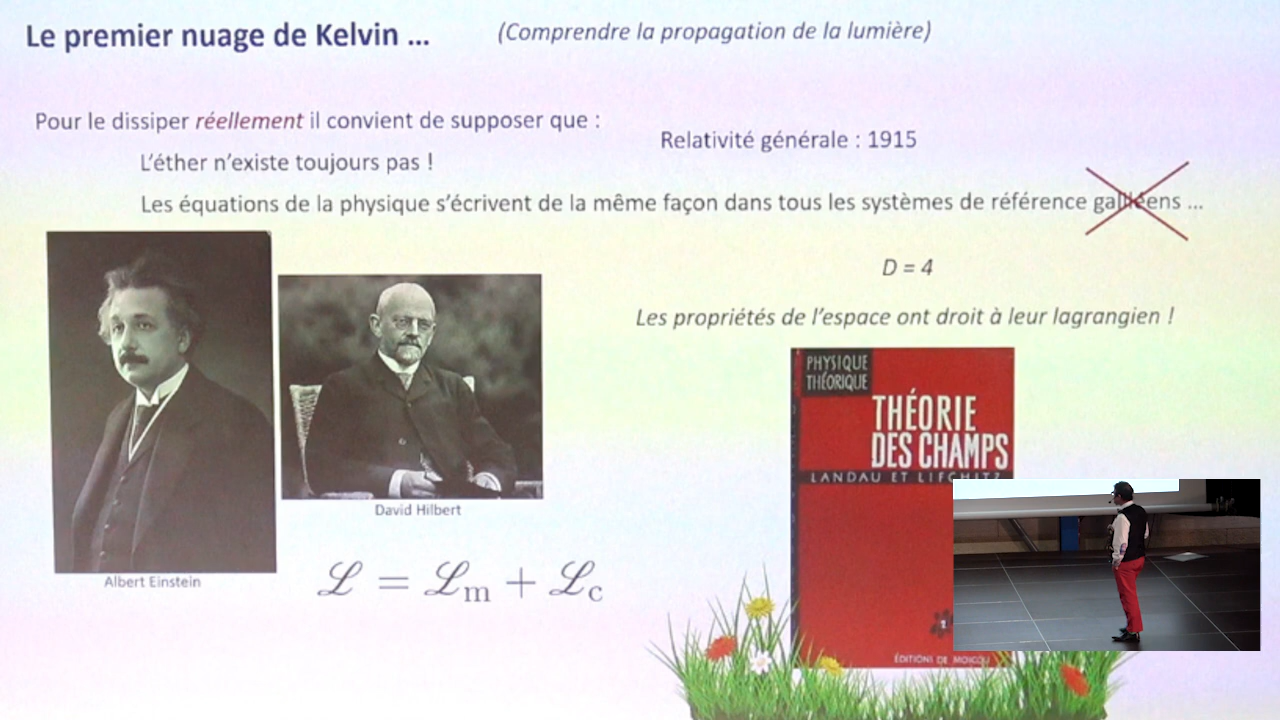 Le premier nuage de Kelvin ...
(Comprendre la propagation de la lumière)
Pour le dissiper réellement il convient de supposer que :
Relativité générale : 1915
L'éther n'existe toujours pas !
Les équations de la physique s'écrivent de la même façon dans tous les systèmes de référence galiléens ...
D = 4
Les propriétés de l'espace ont droit à leur lagrangien !
PHYSIQUE
THÉORIQUE
THÉORIE
DES CHAMPS
LANDAU ET LIFCHITZ
David Hilbert
Albert Einstein
ℒ = ℒm + ℒc
2
ÉDITIONS DE MOSCOU